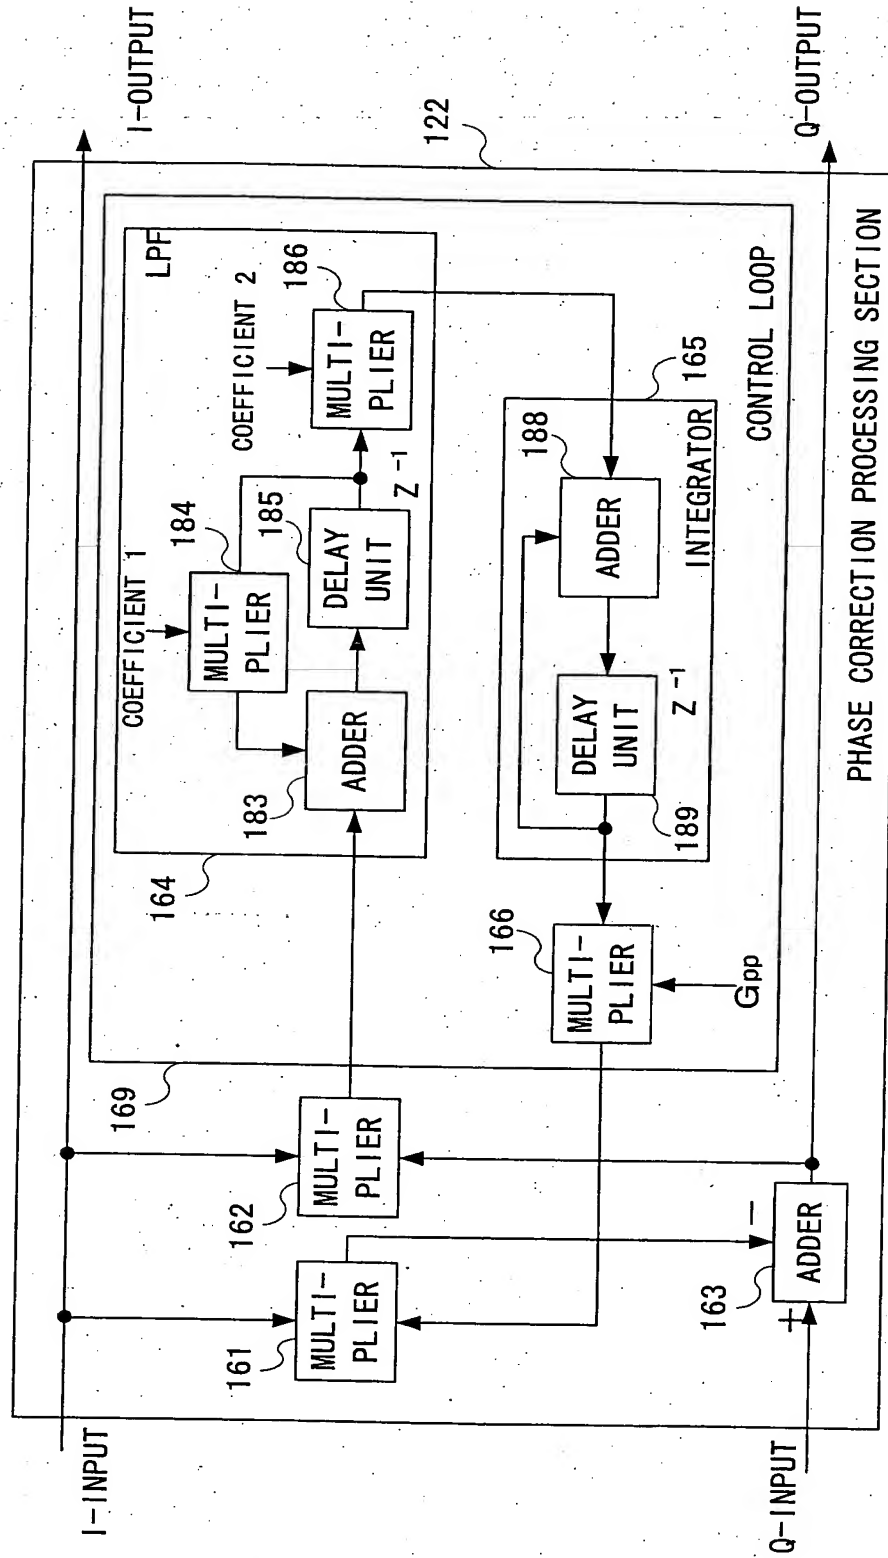 I-INPUT
I-OUTPUT
122
169
164
LPF
COEFFICIENT 1
184
MULTI-
PLIER
COEFFICIENT 2
186
MULTI-
PLIER
183
ADDER
185
DELAY
UNIT
Z⁻¹
161
MULTI-
PLIER
162
MULTI-
PLIER
166
MULTI-
PLIER
Gpp
165
188
ADDER
DELAY
UNIT
189
Z⁻¹
INTEGRATOR
CONTROL LOOP
163
ADDER
+
−
Q-INPUT
Q-OUTPUT
PHASE CORRECTION PROCESSING SECTION